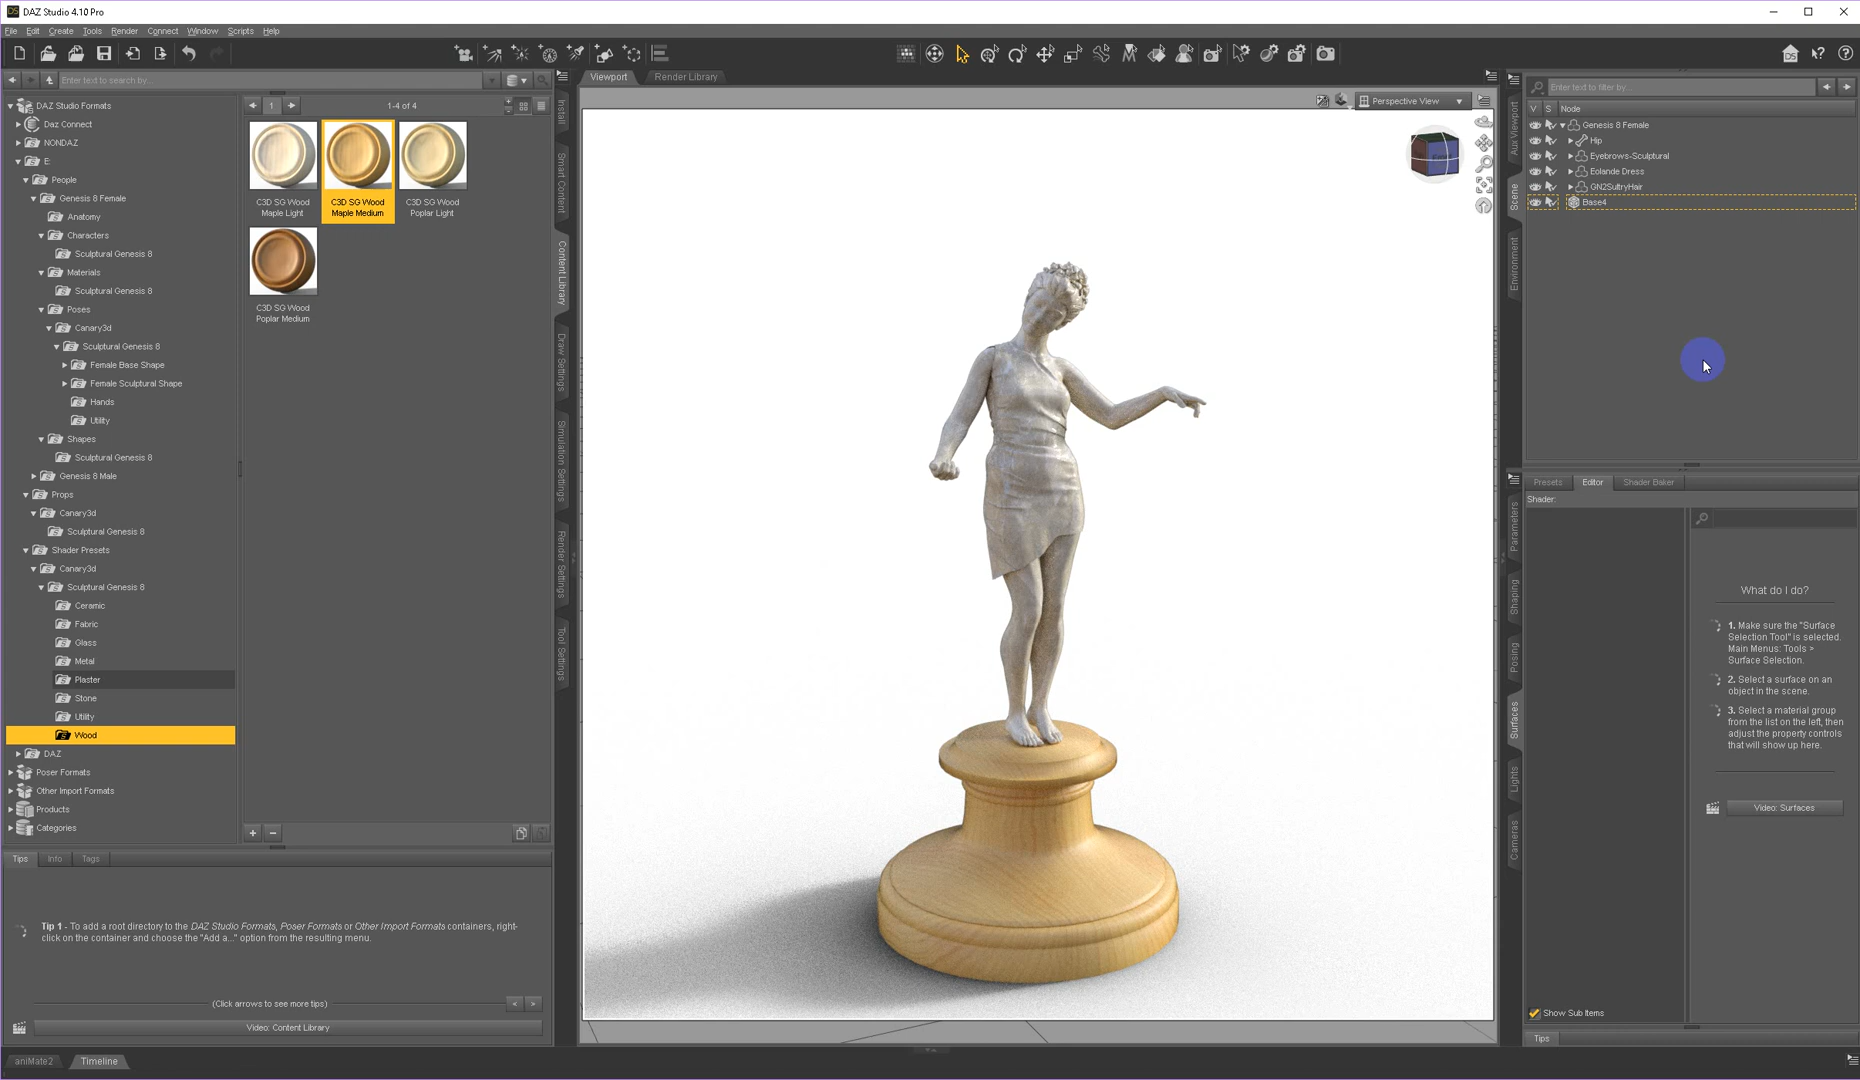 DAZ Studio 4.10 Pro
File Edit Create Tools Render Connect Window Scripts Help
Enter text to search by...
DAZ Studio Formats
Daz Connect
NONDAZ
E:
People
Genesis 8 Female
Anatomy
Characters
Sculptural Genesis 8
Materials
Sculptural Genesis 8
Poses
Canary3d
Sculptural Genesis 8
Female Base Shape
Female Sculptural Shape
Hands
Utility
Shapes
Sculptural Genesis 8
Genesis 8 Male
Props
Canary3d
Sculptural Genesis 8
Shader Presets
Canary3d
Sculptural Genesis 8
Ceramic
Fabric
Glass
Metal
Plaster
Stone
Utility
Wood
DAZ
Poser Formats
Other Import Formats
Products
Categories
1
1-4 of 4
C3D SG Wood
Maple Light
C3D SG Wood
Maple Medium
C3D SG Wood
Poplar Light
C3D SG Wood
Poplar Medium
Tips Info Tags
Tip 1 - To add a root directory to the DAZ Studio Formats, Poser Formats or Other Import Formats containers, right-
click on the container and choose the "Add a..." option from the resulting menu.
(Click arrows to see more tips)
< >
Video: Content Library
aniMate2 Timeline
Install
Smart Content
Content Library
Draw Settings
Simulation Settings
Render Settings
Tool Settings
Viewport Render Library
Perspective View
Front
Aux Viewport
Scene
Environment
Enter text to filter by...
V S Node
Genesis 8 Female
Hip
Eyebrows-Sculptural
Eolande Dress
GN2SultryHair
Base4
Parameters
Shaping
Posing
Surfaces
Lights
Cameras
Presets Editor Shader Baker
Shader:
What do I do?
1. Make sure the "Surface
Selection Tool" is selected.
Main Menus: Tools >
Surface Selection.
2. Select a surface on an
object in the scene.
3. Select a material group
from the list on the left, then
adjust the property controls
that will show up here.
Video: Surfaces
Show Sub Items
Tips